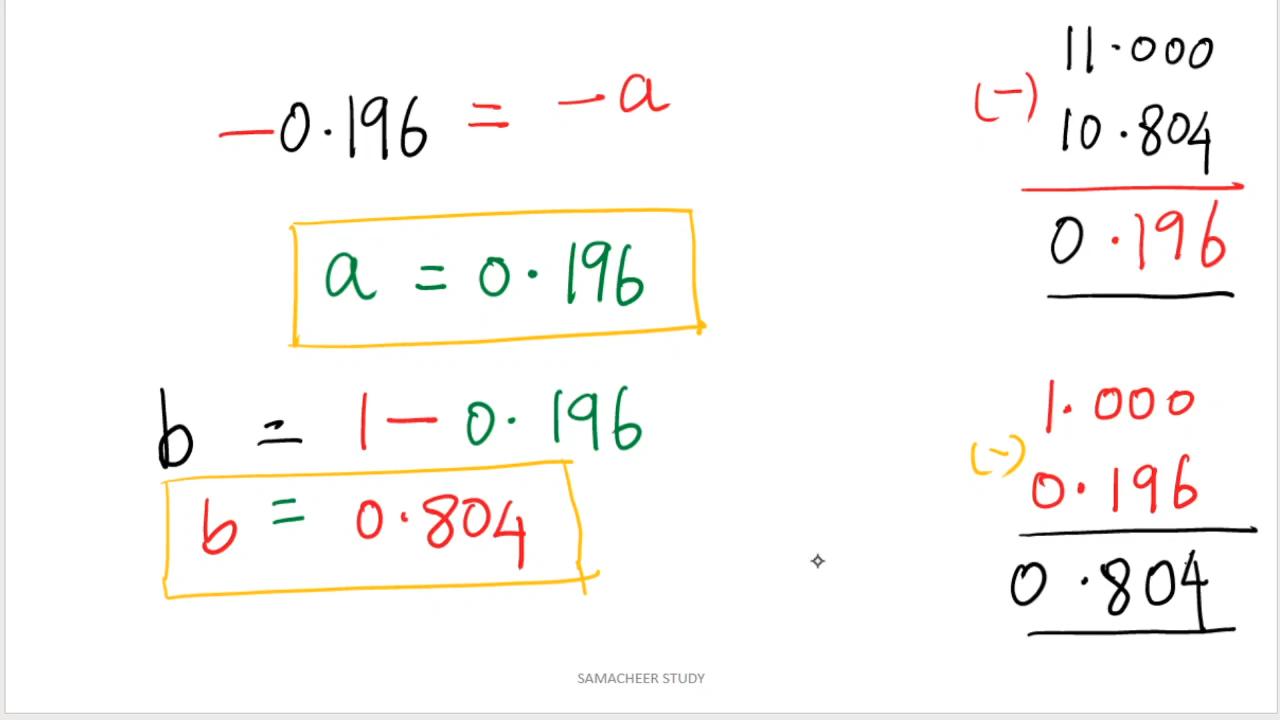 -0.196 = -a
a = 0.196
b = 1 - 0.196
b = 0.804
11.000
(-)
10.804
0.196
1.000
(-)
0.196
0.804
SAMACHEER STUDY